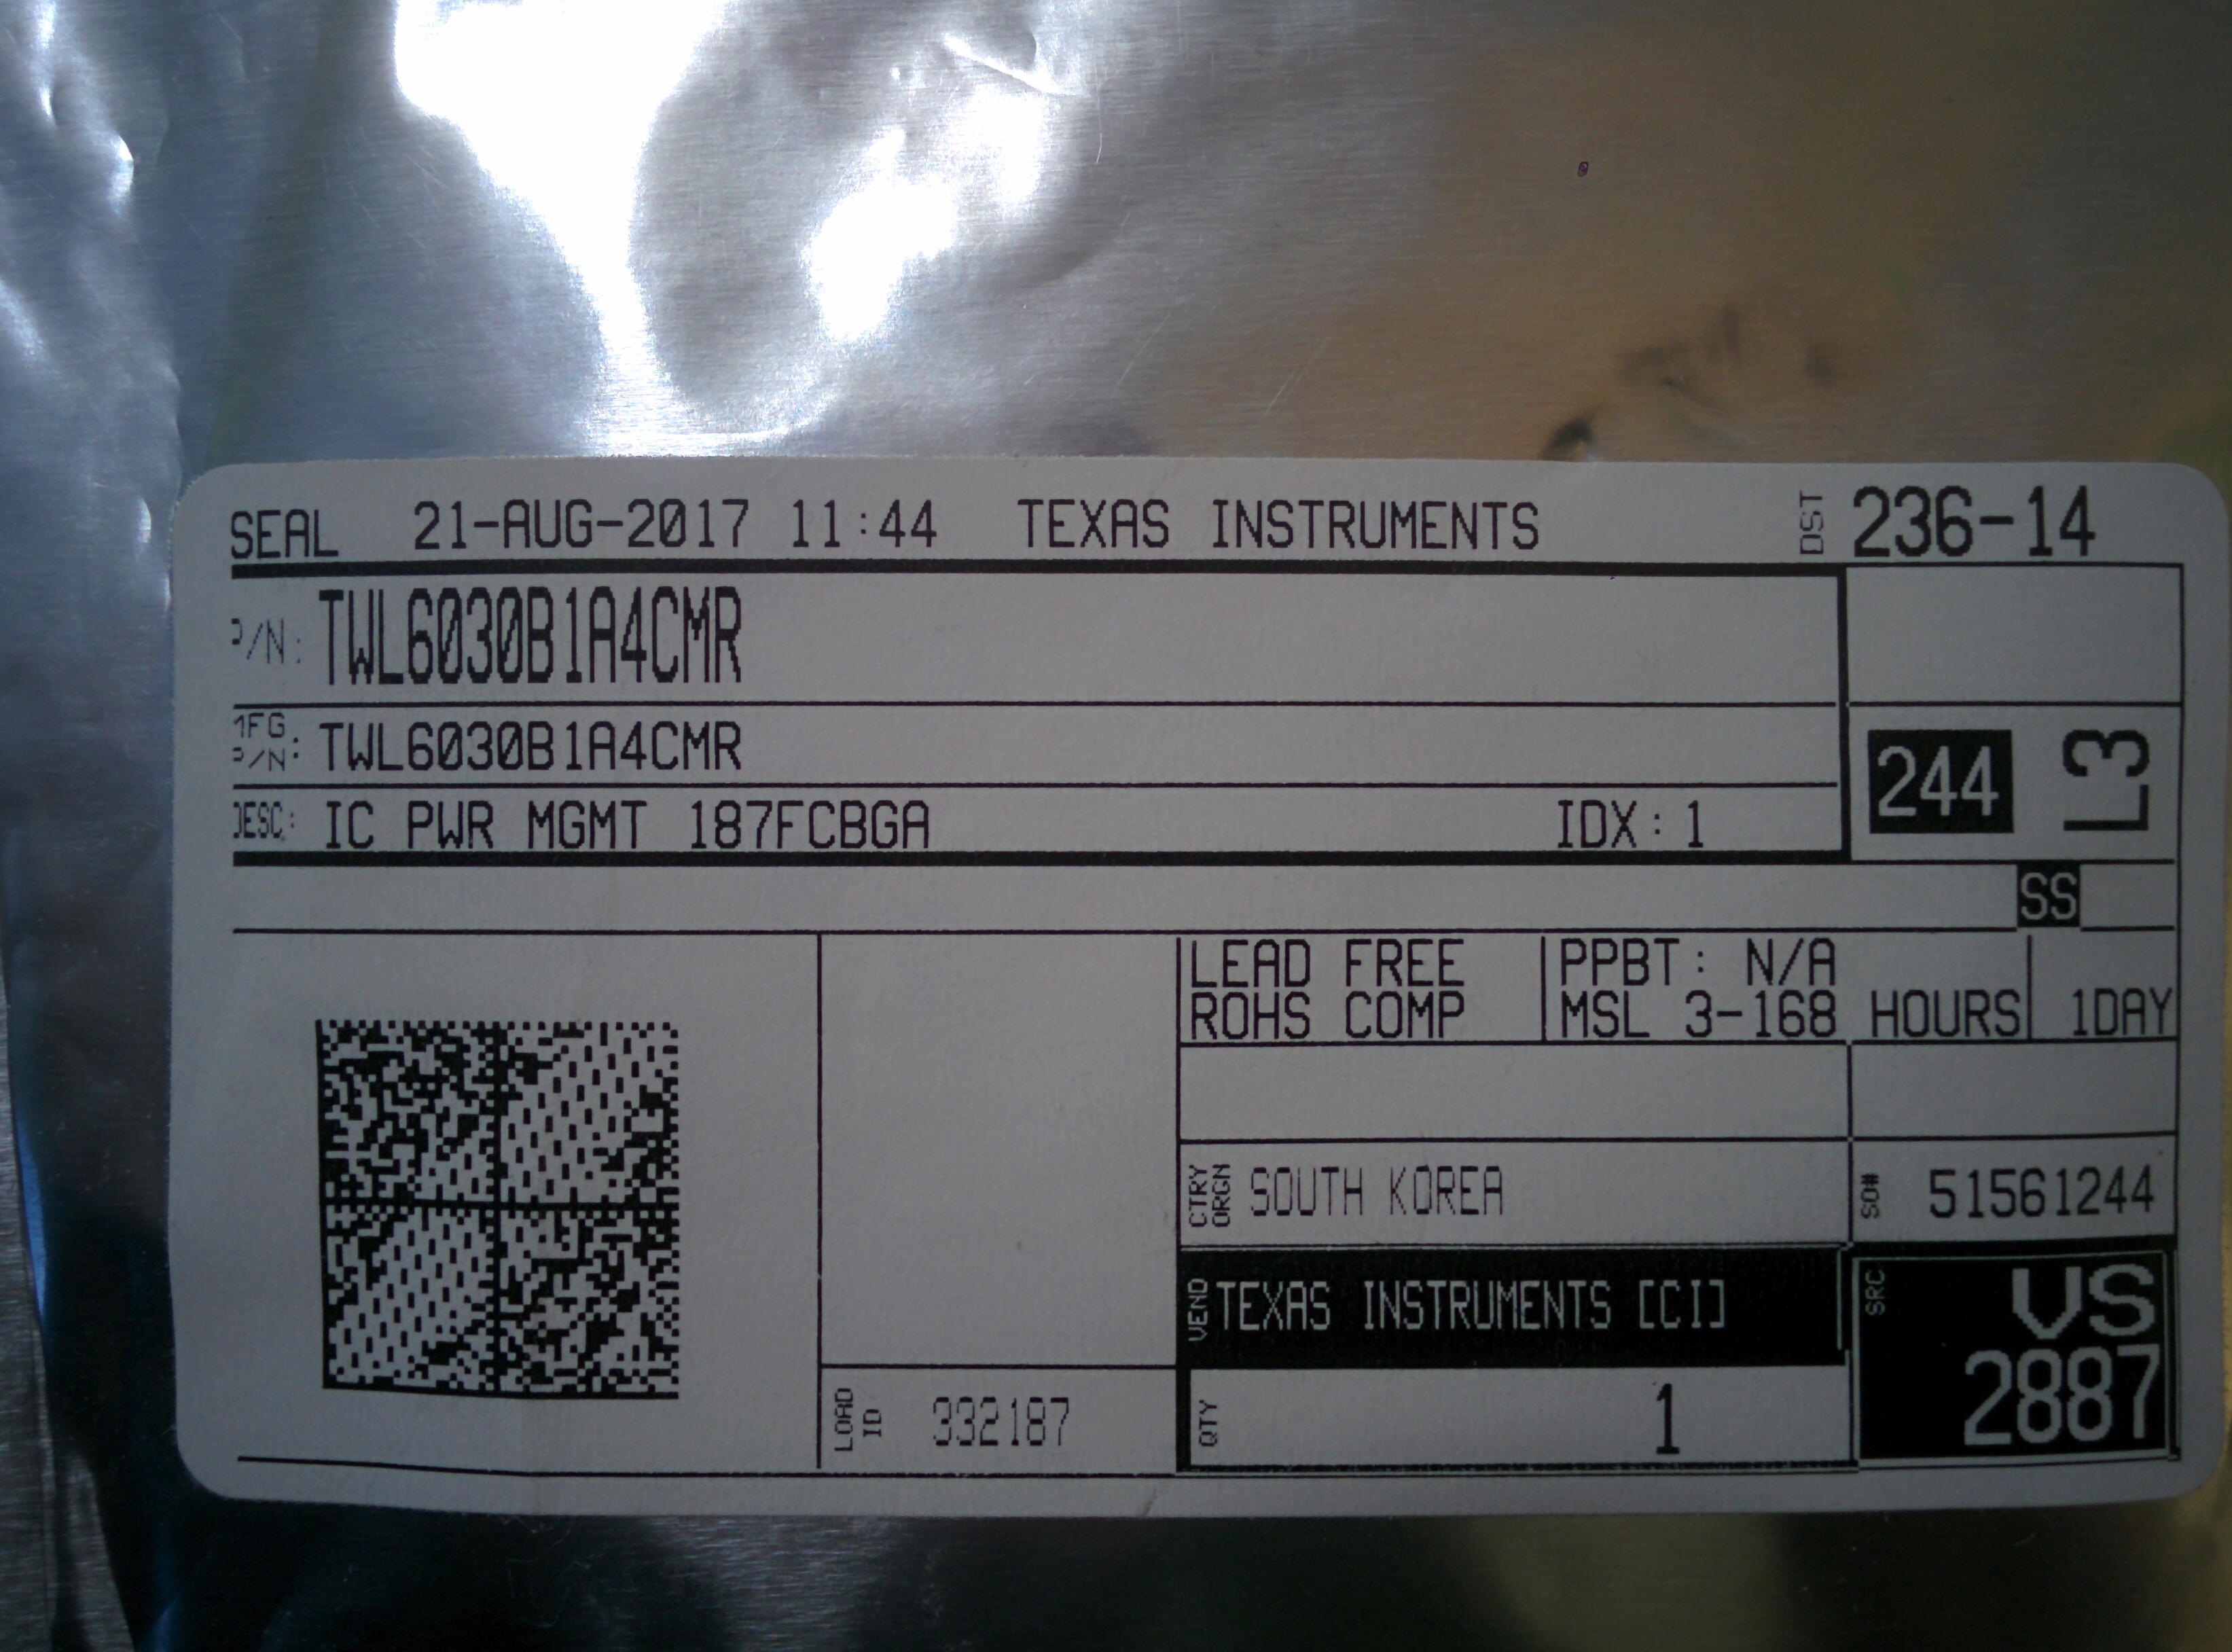 SEAL 21-AUG-2017 11:44 TEXAS INSTRUMENTS DST 236-14
P/N: TWL6030B1A4CMR
MFG P/N: TWL6030B1A4CMR
244 L3
DESC: IC PWR MGMT 187FCBGA IDX: 1
SS
LEAD FREE PPBT: N/A
ROHS COMP MSL 3-168 HOURS 1DAY
CTRY ORGN SOUTH KOREA SO# 51561244
VEND TEXAS INSTRUMENTS [CI] SRC VS
2887
LOAD ID 332187 QTY 1